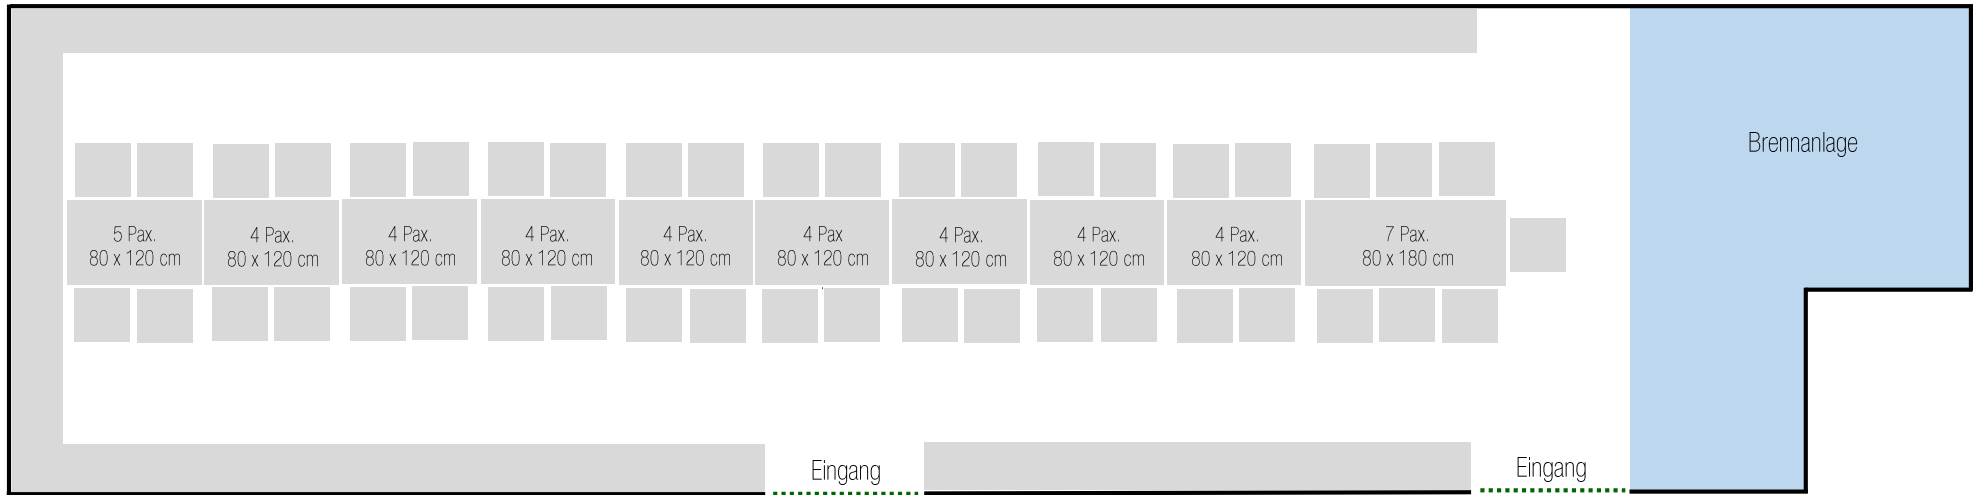 Brennanlage
5 Pax.
80 x 120 cm
4 Pax.
80 x 120 cm
4 Pax.
80 x 120 cm
4 Pax.
80 x 120 cm
4 Pax.
80 x 120 cm
4 Pax
80 x 120 cm
4 Pax.
80 x 120 cm
4 Pax.
80 x 120 cm
4 Pax.
80 x 120 cm
7 Pax.
80 x 180 cm
Eingang
Eingang